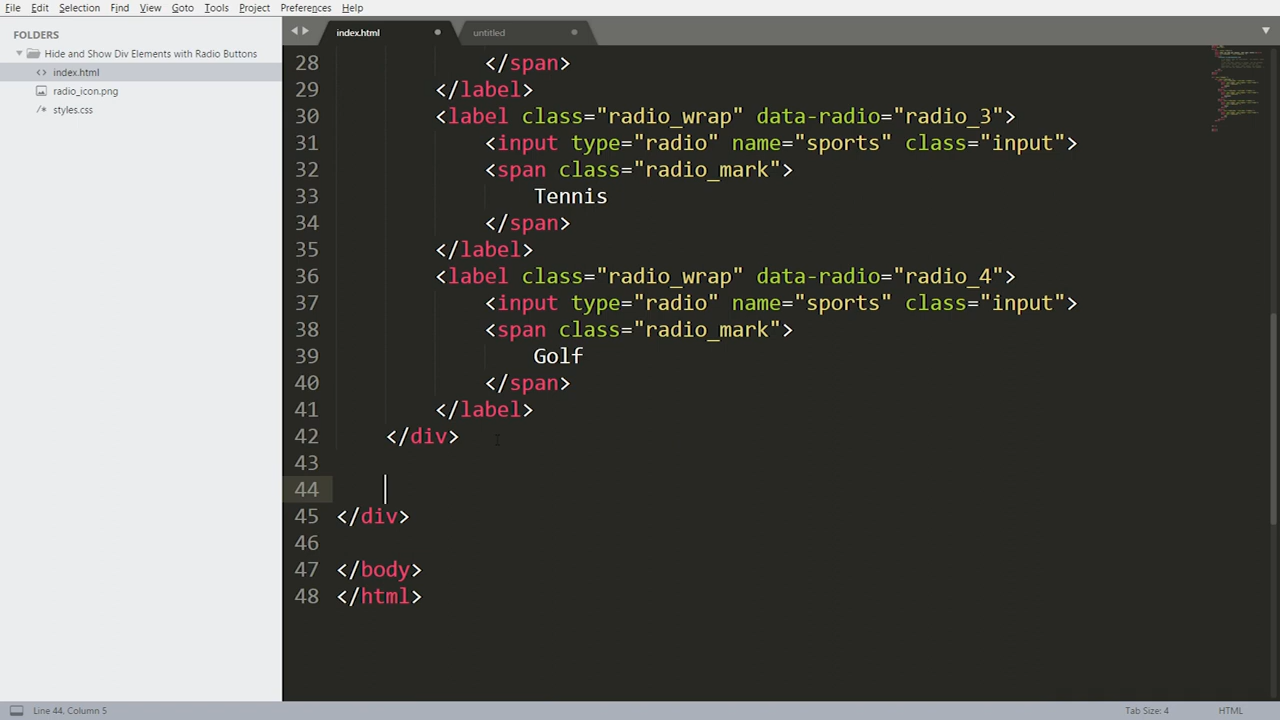 File Edit Selection Find View Goto Tools Project Preferences Help
FOLDERS
Hide and Show Div Elements with Radio Buttons
<> index.html
radio_icon.png
/* styles.css
index.html
untitled
28 </span>
29 </label>
30 <label class="radio_wrap" data-radio="radio_3">
31 <input type="radio" name="sports" class="input">
32 <span class="radio_mark">
33 Tennis
34 </span>
35 </label>
36 <label class="radio_wrap" data-radio="radio_4">
37 <input type="radio" name="sports" class="input">
38 <span class="radio_mark">
39 Golf
40 </span>
41 </label>
42 </div>
43
44
45 </div>
46
47 </body>
48 </html>
Line 44, Column 5
Tab Size: 4
HTML